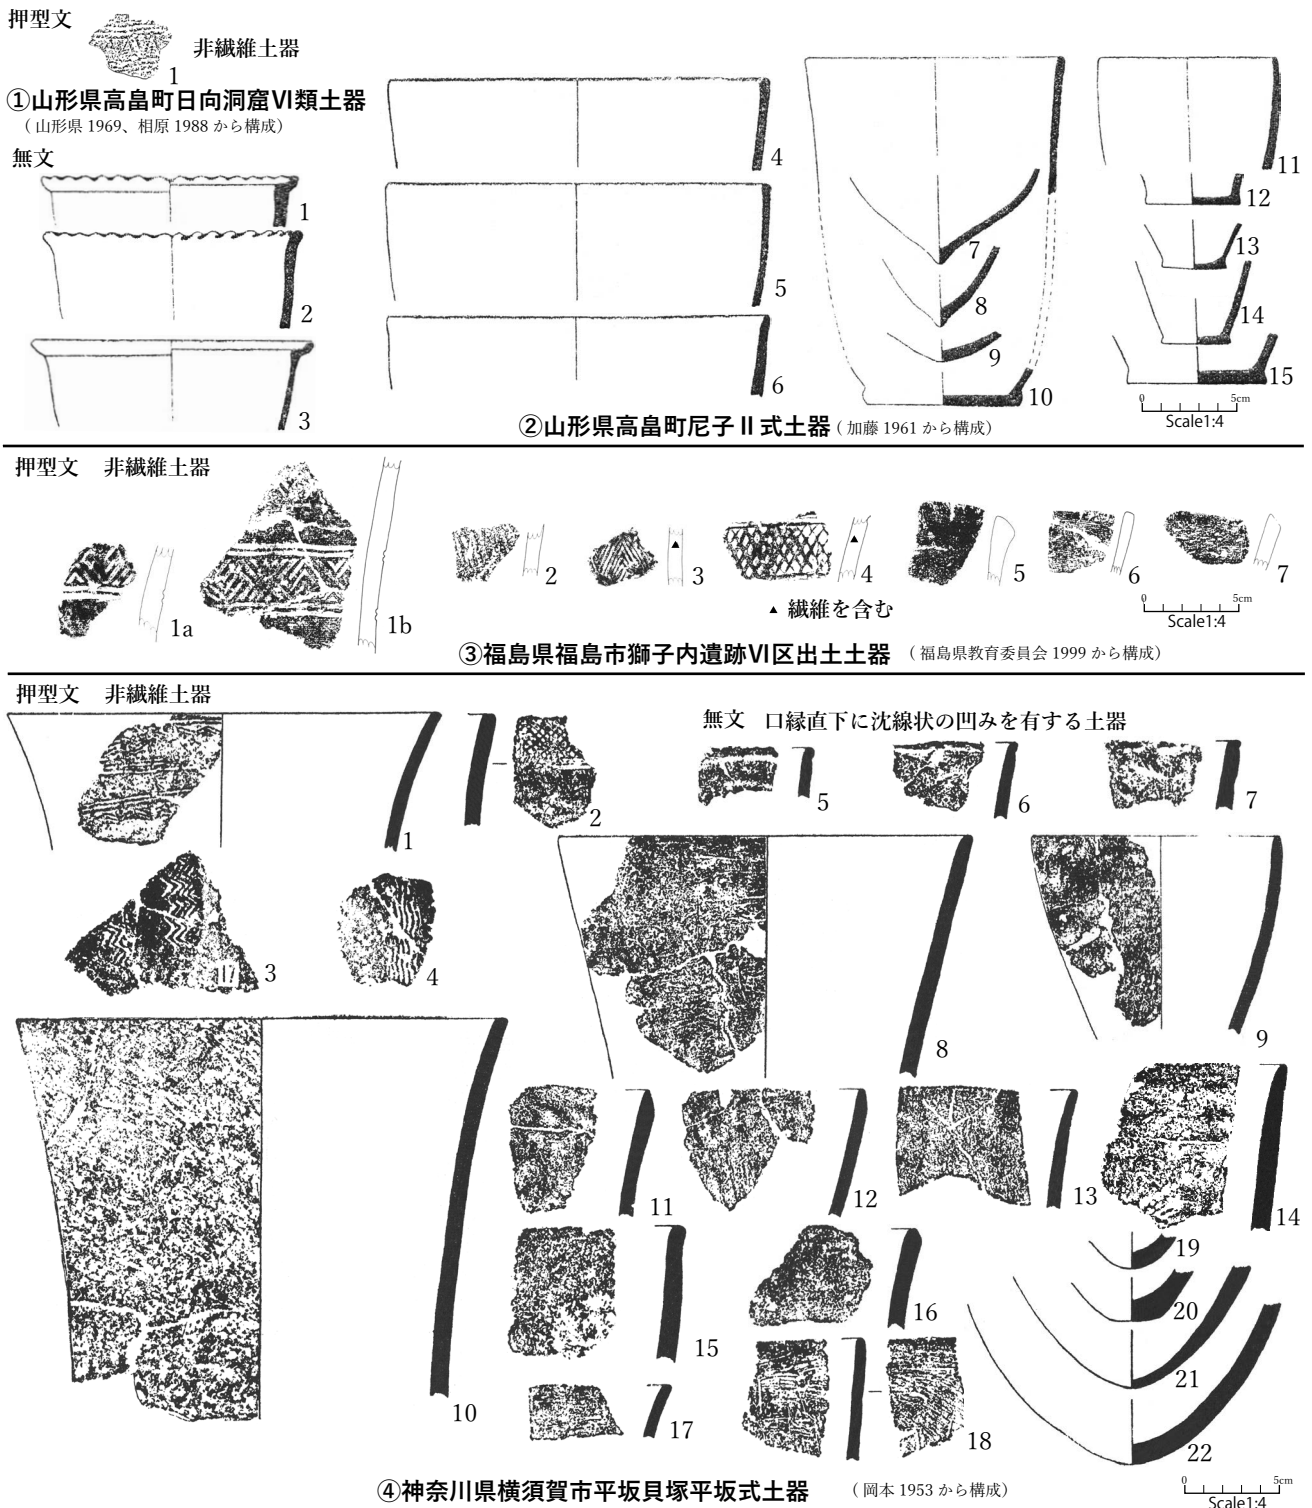 押型文
非繊維土器
1
①山形県高畠町日向洞窟Ⅵ類土器
（山形県 1969、相原 1988 から構成）
無文
1
2
3
4
5
6
7
8
9
10
11
12
13
14
15
0 5cm
Scale1:4
②山形県高畠町尼子Ⅱ式土器（加藤 1961 から構成）
押型文 非繊維土器
1a
1b
2
3
4
5
6
7
▲ 繊維を含む
0 5cm
Scale1:4
③福島県福島市獅子内遺跡Ⅵ区出土土器（福島県教育委員会 1999 から構成）
押型文 非繊維土器
無文 口縁直下に沈線状の凹みを有する土器
1
2
5
6
7
3
4
8
9
10
11
12
13
14
15
16
17
18
19
20
21
22
④神奈川県横須賀市平坂貝塚平坂式土器（岡本 1953 から構成）
0 5cm
Scale1:4